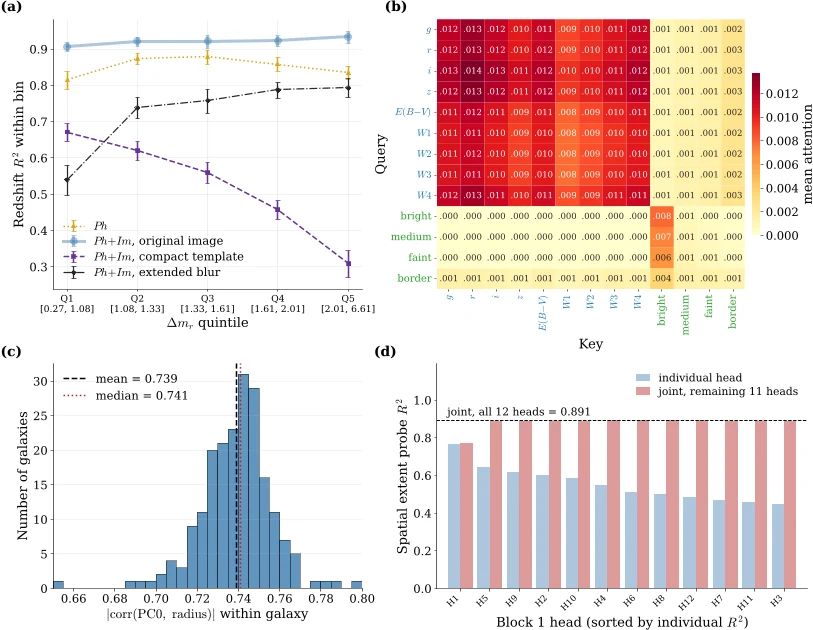 (a)
Redshift R² within bin
0.9
0.8
0.7
0.6
0.5
0.4
0.3
Ph
Ph+Im, original image
Ph+Im, compact template
Ph+Im, extended blur
Q1 Q2 Q3 Q4 Q5
[0.27, 1.08] [1.08, 1.33] [1.33, 1.61] [1.61, 2.01] [2.01, 6.61]
Δmᵣ quintile
(b)
Query
g .012 .013 .012 .010 .011 .009 .010 .011 .012 .001 .001 .001 .002
r .012 .013 .012 .010 .012 .009 .010 .011 .012 .001 .001 .001 .003
i .013 .014 .013 .011 .012 .010 .010 .011 .012 .001 .001 .001 .003
z .012 .013 .012 .010 .012 .009 .010 .011 .012 .001 .001 .001 .003
E(B−V) .011 .012 .011 .009 .011 .008 .009 .010 .011 .001 .001 .001 .002
W1 .011 .011 .011 .009 .010 .008 .009 .010 .011 .001 .001 .001 .002
W2 .011 .012 .010 .009 .010 .008 .009 .010 .011 .001 .001 .001 .002
W3 .011 .012 .011 .009 .010 .008 .009 .010 .011 .001 .001 .001 .002
W4 .012 .013 .011 .010 .011 .009 .009 .011 .012 .001 .001 .001 .003
bright .000 .000 .000 .000 .000 .000 .000 .000 .000 .008 .001 .000 .000
medium .000 .000 .000 .000 .000 .000 .000 .000 .000 .007 .001 .001 .000
faint .000 .000 .000 .000 .000 .000 .000 .000 .000 .006 .001 .001 .000
border .001 .001 .001 .001 .001 .001 .001 .001 .001 .004 .001 .001 .001
g r i z E(B−V) W1 W2 W3 W4 bright medium faint border
Key
0.012
0.010
0.008
0.006
0.004
0.002
0.000
mean attention
(c)
Number of galaxies
30
25
20
15
10
5
0
mean = 0.739
median = 0.741
0.66 0.68 0.70 0.72 0.74 0.76 0.78 0.80
|corr(PC0, radius)| within galaxy
(d)
Spatial extent probe R²
1.0
0.8
0.6
0.4
0.2
0.0
individual head
joint, remaining 11 heads
joint, all 12 heads = 0.891
H1 H5 H9 H2 H10 H4 H6 H8 H12 H7 H11 H3
Block 1 head (sorted by individual R²)